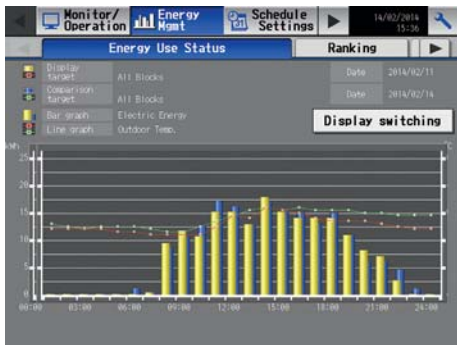 Monitor/ Operation
Energy Mgmt
Schedule Settings
14/02/2014 15:36
Energy Use Status
Ranking
Display target
All Blocks
Date 2014/02/11
Comparison target
All Blocks
Date 2014/02/14
Bar graph Electric Energy
Line graph Outdoor Temp.
Display switching
kWh
°C
25
20
15
10
5
0
00:00 03:00 06:00 09:00 12:00 15:00 18:00 21:00 24:00